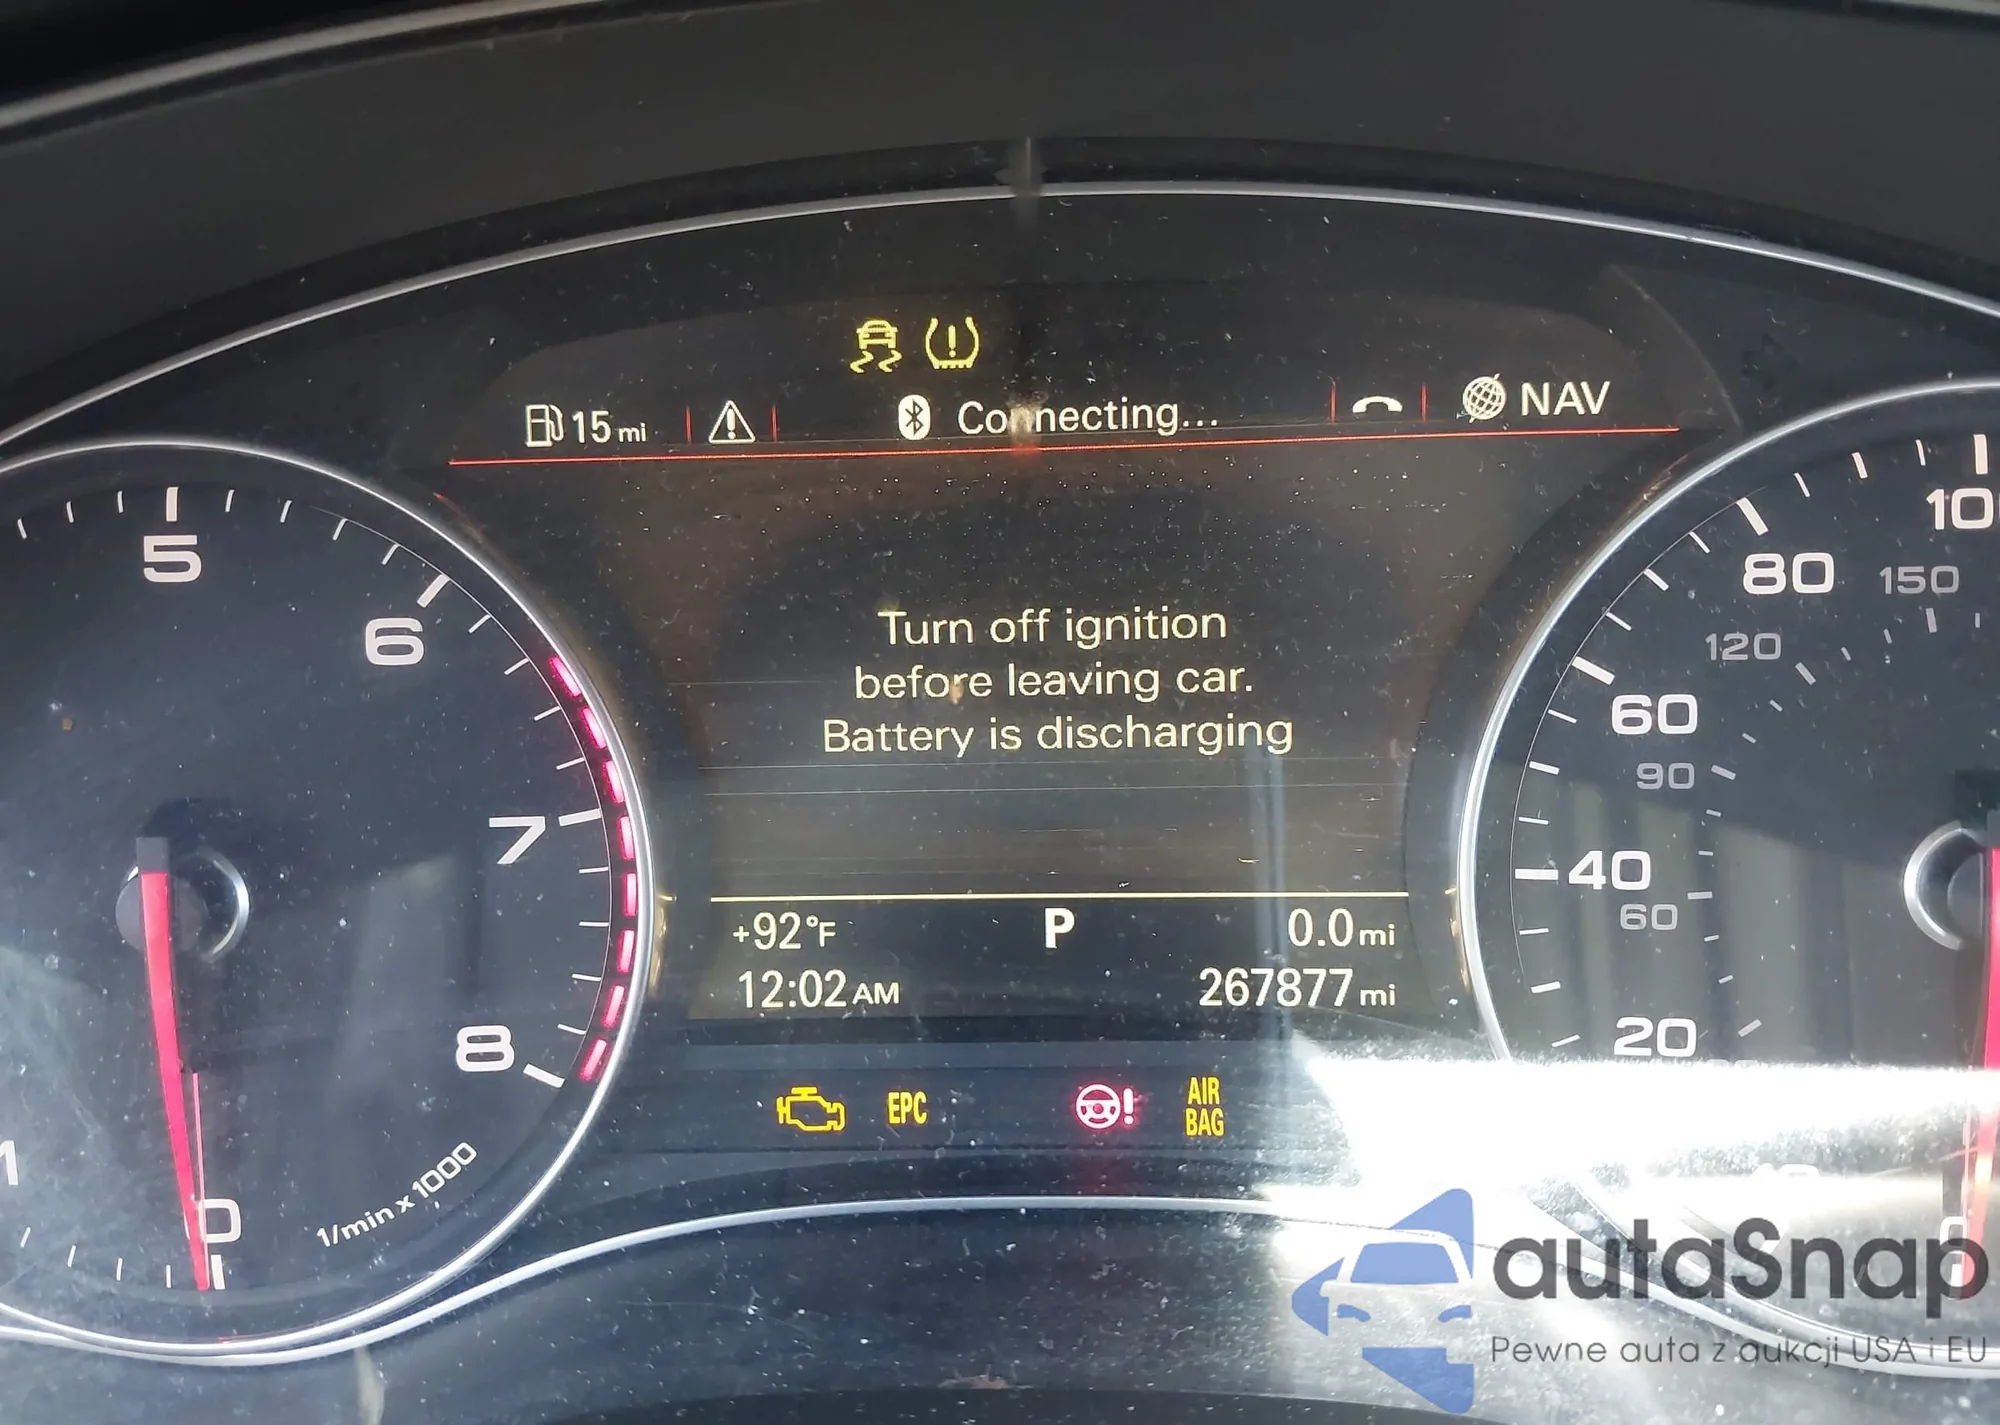 15 mi
Connecting...
NAV
5
6
7
8
1
0
1/min x 1000
Turn off ignition
before leaving car.
Battery is discharging
+92°F
P
0.0 mi
12:02 AM
267877 mi
EPC
AIR
BAG
100
80
150
120
60
90
40
60
20
autaSnap
Pewne auta z aukcji USA i EU